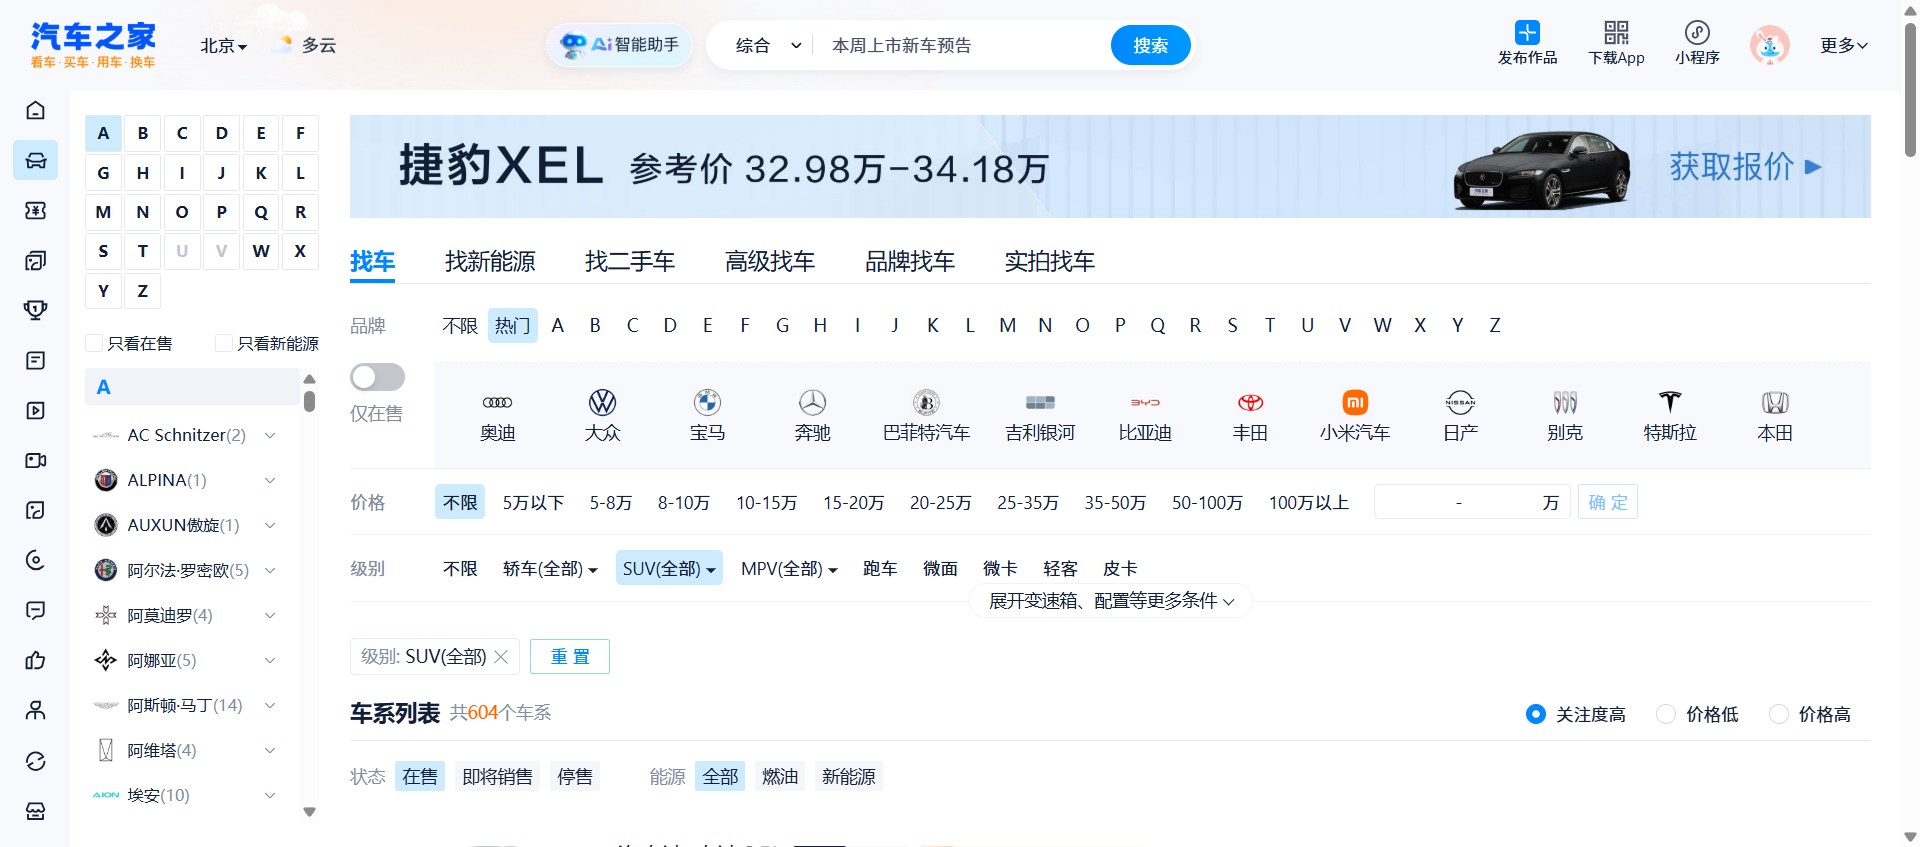 汽车之家
看车·买车·用车·换车
北京
多云
Ai智能助手
综合
本周上市新车预告
搜索
发布作品
下载App
小程序
更多
A B C D E F
G H I J K L
M N O P Q R
S T U V W X
Y Z
只看在售 只看新能源
A
AC Schnitzer(2)
ALPINA(1)
AUXUN傲旋(1)
阿尔法·罗密欧(5)
阿莫迪罗(4)
阿娜亚(5)
阿斯顿·马丁(14)
阿维塔(4)
AION 埃安(10)
捷豹XEL 参考价 32.98万-34.18万 获取报价
找车 找新能源 找二手车 高级找车 品牌找车 实拍找车
品牌 不限 热门 A B C D E F G H I J K L M N O P Q R S T U V W X Y Z
仅在售
奥迪 大众 宝马 奔驰 巴菲特汽车 吉利银河 比亚迪 丰田 小米汽车 日产 别克 特斯拉 本田
价格 不限 5万以下 5-8万 8-10万 10-15万 15-20万 20-25万 25-35万 35-50万 50-100万 100万以上 - 万 确定
级别 不限 轿车(全部) SUV(全部) MPV(全部) 跑车 微面 微卡 轻客 皮卡
展开变速箱、配置等更多条件
级别: SUV(全部) 重置
车系列表 共604个车系
关注度高 价格低 价格高
状态 在售 即将销售 停售 能源 全部 燃油 新能源